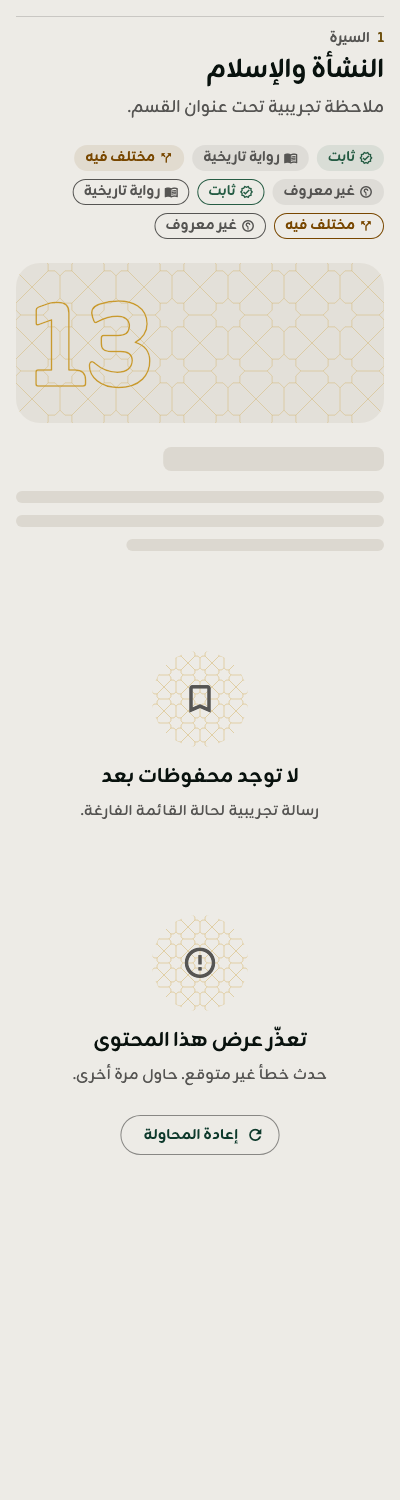 1 السيرة
النشأة والإسلام
ملاحظة تجريبية تحت عنوان القسم.
ثابت رواية تاريخية مختلف فيه
غير معروف ثابت رواية تاريخية
مختلف فيه غير معروف
13
لا توجد محفوظات بعد
رسالة تجريبية لحالة القائمة الفارغة.
تعذّر عرض هذا المحتوى
حدث خطأ غير متوقع. حاول مرة أخرى.
إعادة المحاولة